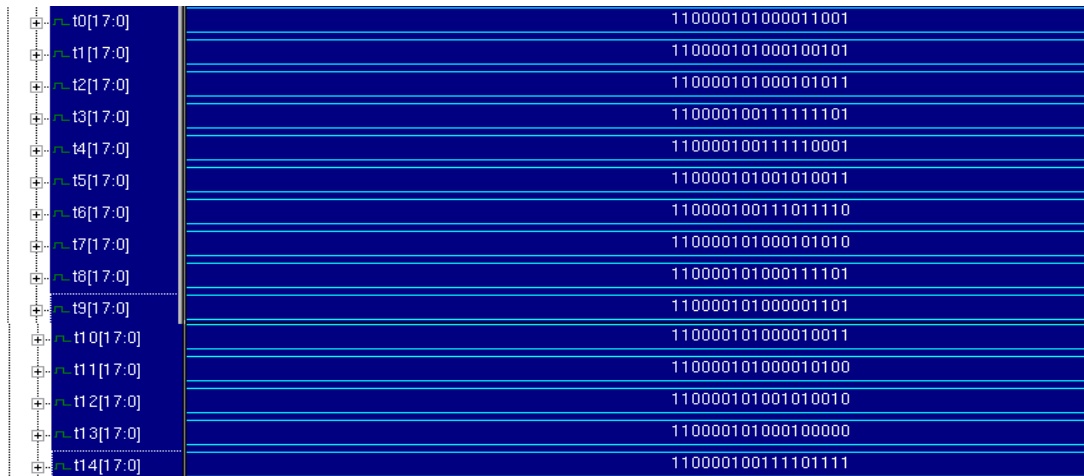 t0[17:0] 110000101000011001
t1[17:0] 110000101000100101
t2[17:0] 110000101000101011
t3[17:0] 110000100111111101
t4[17:0] 110000100111110001
t5[17:0] 110000101001010011
t6[17:0] 110000100111011110
t7[17:0] 110000101000101010
t8[17:0] 110000101000111101
t9[17:0] 110000101000001101
t10[17:0] 110000101000010011
t11[17:0] 110000101000010100
t12[17:0] 110000101001010010
t13[17:0] 110000101000100000
t14[17:0] 110000100111101111